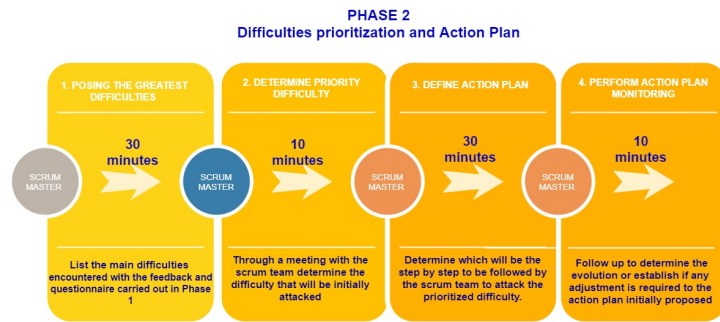 PHASE 2
Difficulties prioritization and Action Plan
1. POSING THE GREATEST
DIFFICULTIES
30
minutes
SCRUM
MASTER
List the main difficulties
encountered with the feedback and
questionnaire carried out in Phase
1
2. DETERMINE PRIORITY
DIFFICULTY
10
minutes
SCRUM
MASTER
Through a meeting with the
scrum team determine the
difficulty that will be initially
attacked
3. DEFINE ACTION PLAN
30
minutes
SCRUM
MASTER
Determine which will be the
step by step to be followed by
the scrum team to attack the
prioritized difficulty.
4. PERFORM ACTION PLAN
MONITORING
10
minutes
SCRUM
MASTER
Follow up to determine the
evolution or establish if any
adjustment is required to the
action plan initially proposed